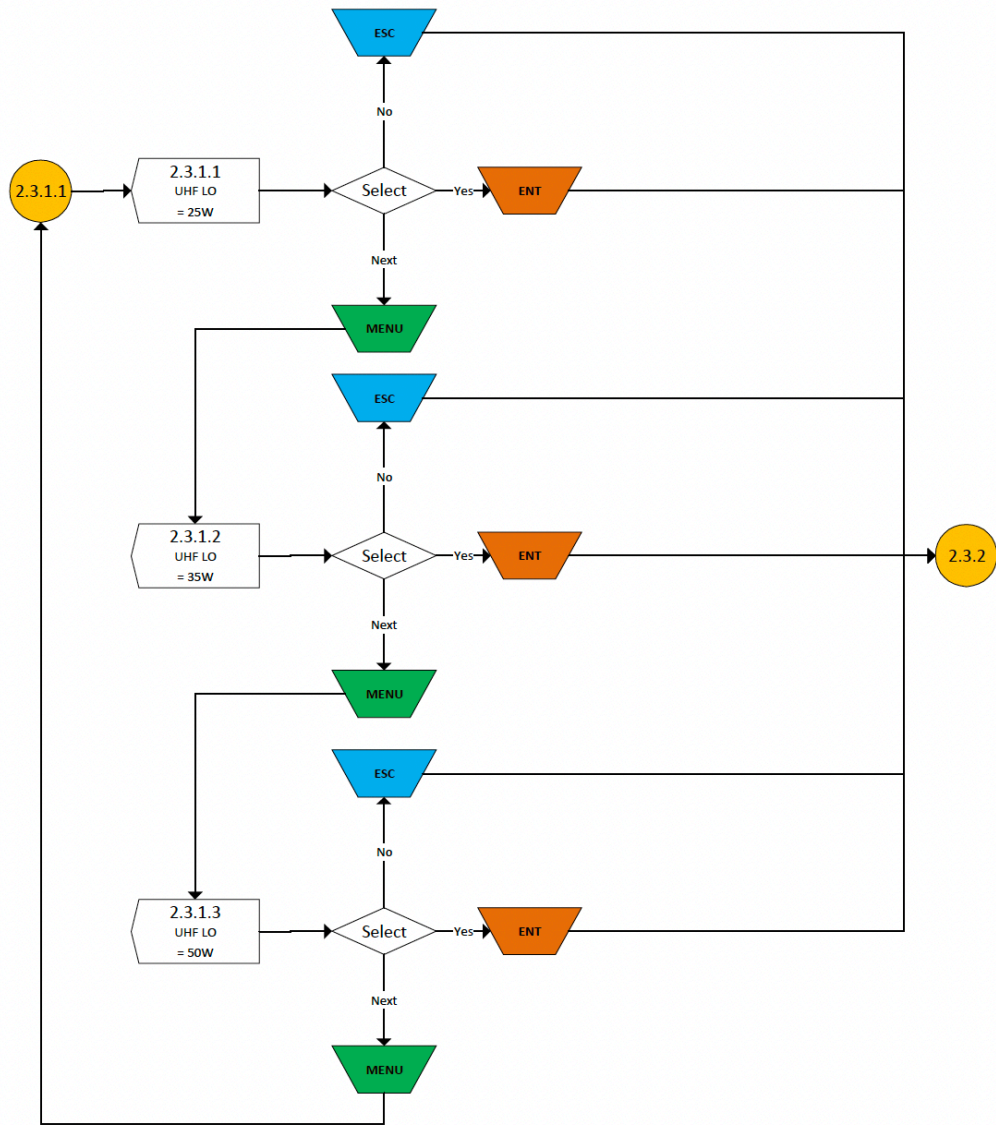 ESC
No
2.3.1.1
2.3.1.1
UHF LO
= 25W
Select
Yes
ENT
Next
MENU
ESC
No
2.3.1.2
UHF LO
= 35W
Select
Yes
ENT
2.3.2
Next
MENU
ESC
No
2.3.1.3
UHF LO
= 50W
Select
Yes
ENT
Next
MENU